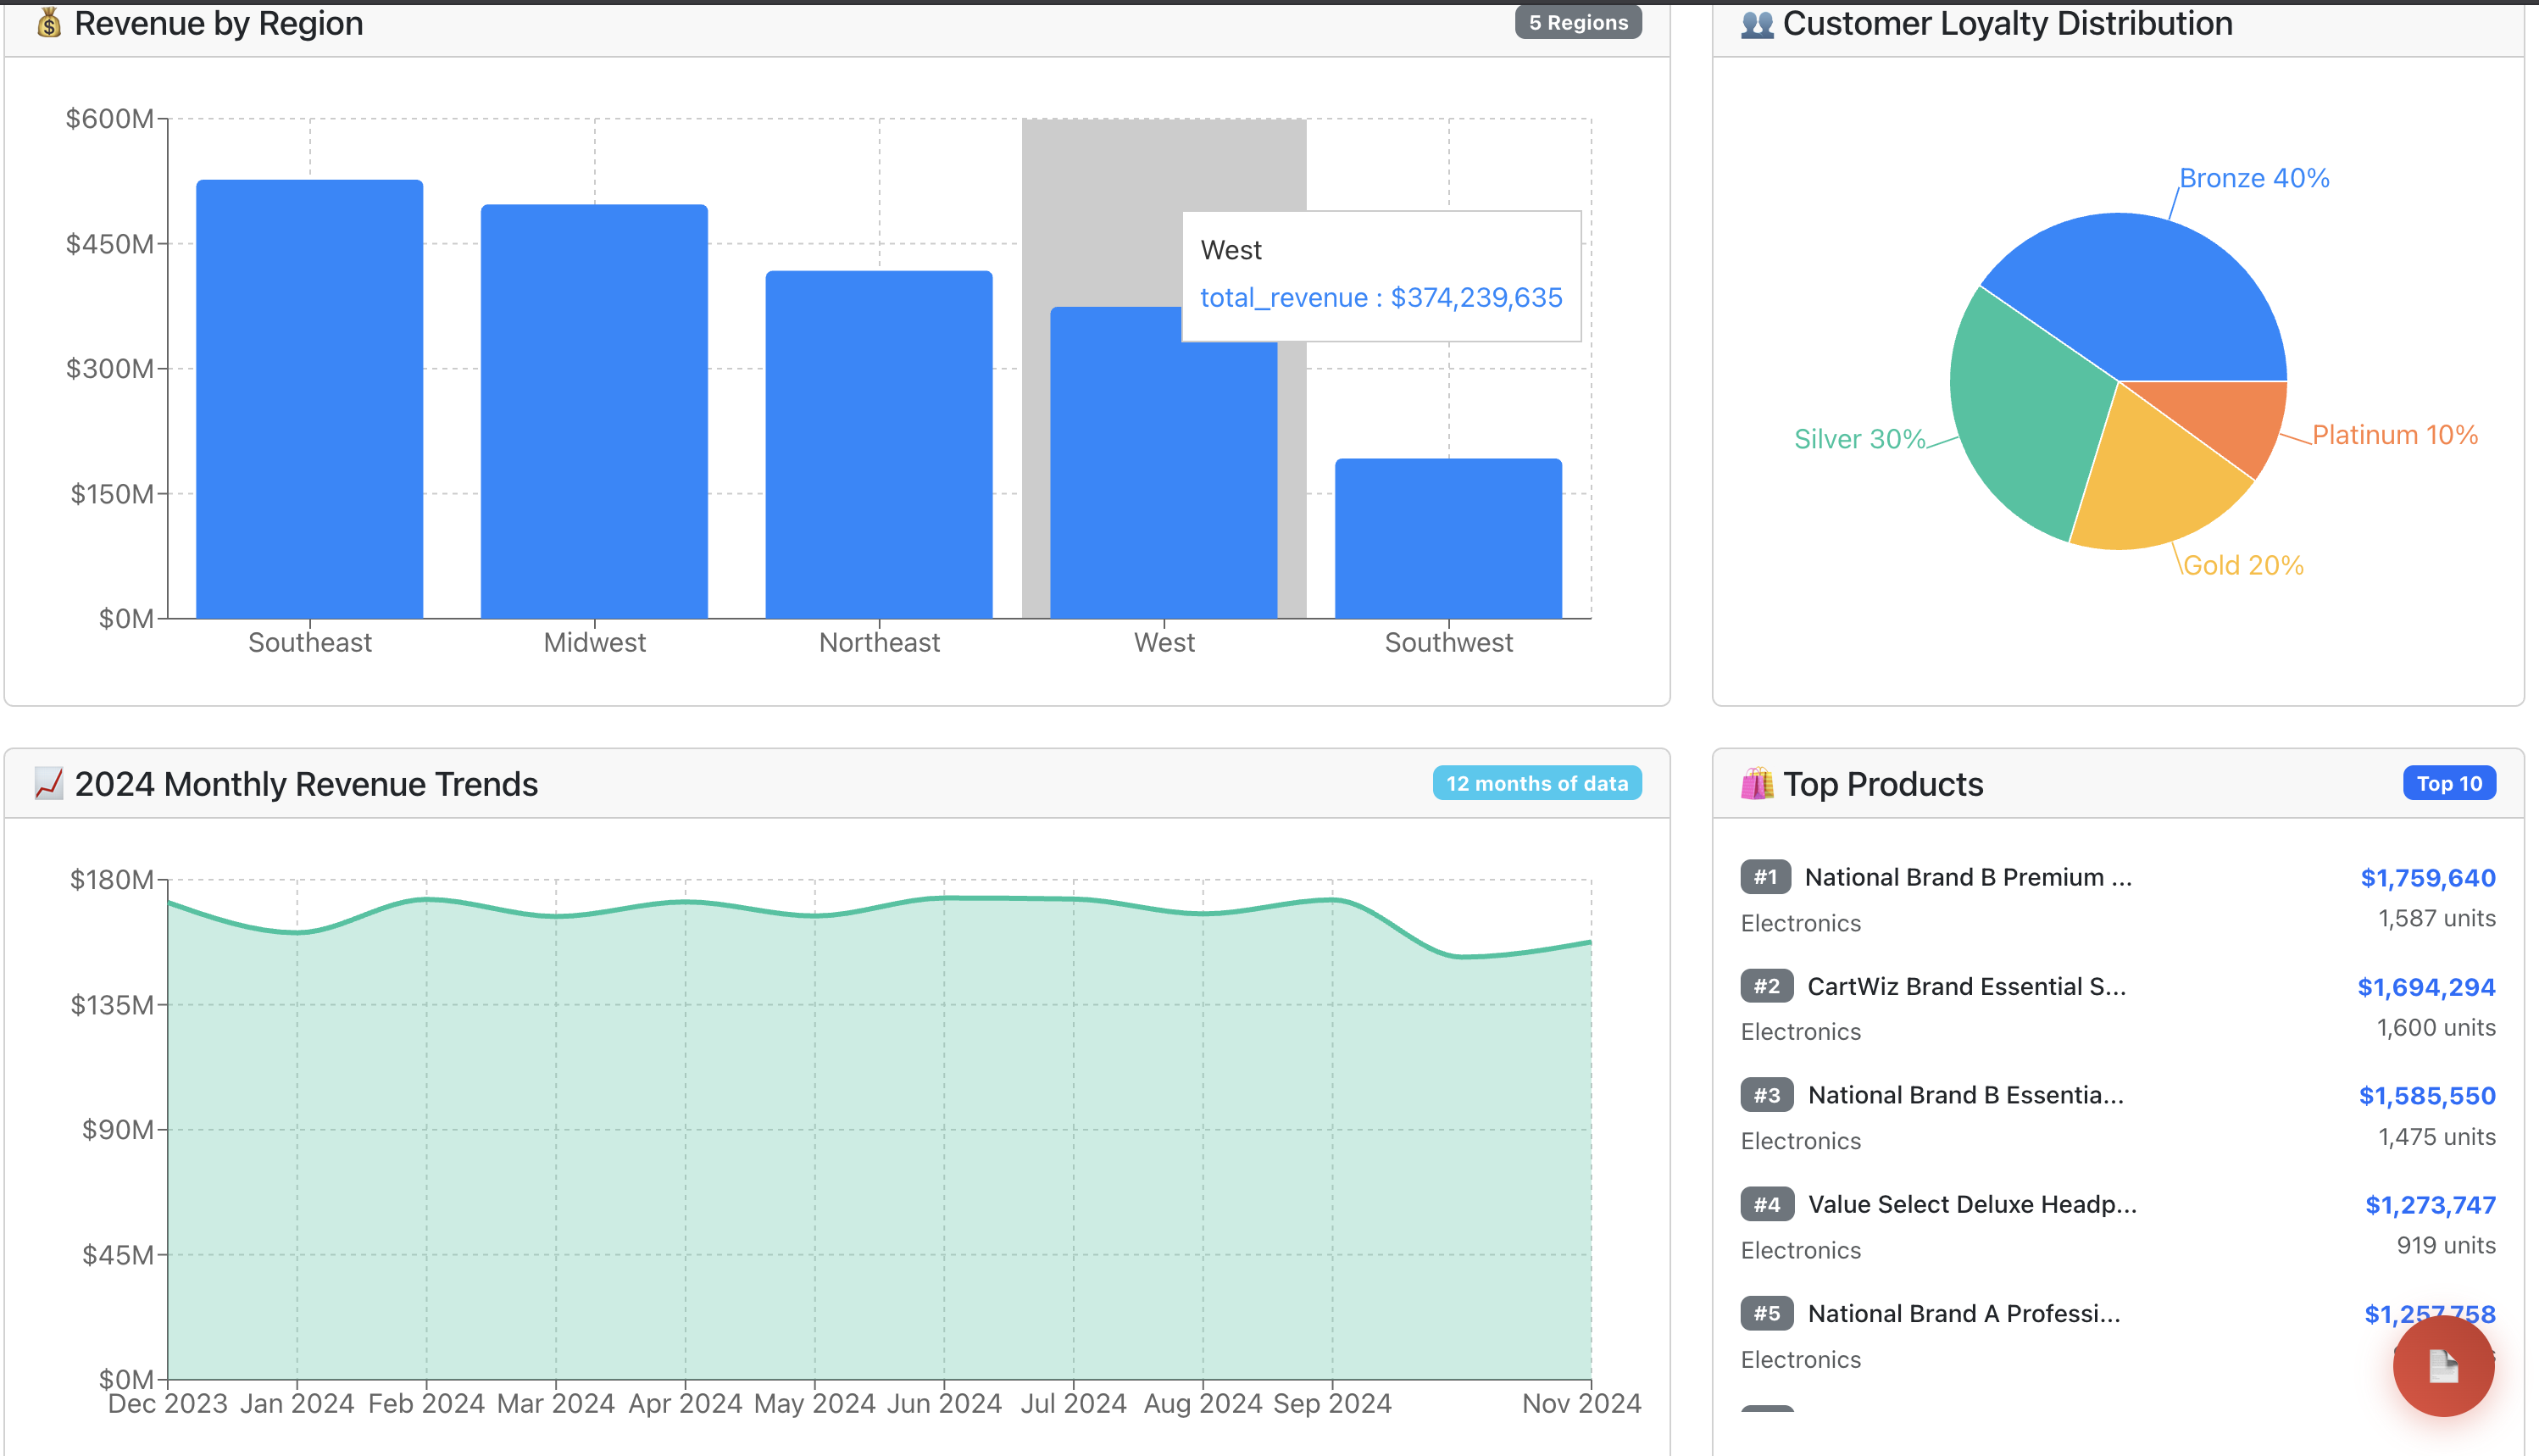 Revenue by Region
5 Regions
$600M
$450M
$300M
$150M
$0M
Southeast
Midwest
Northeast
West
Southwest
West
total_revenue : $374,239,635
Customer Loyalty Distribution
Bronze 40%
Silver 30%
Platinum 10%
Gold 20%
2024 Monthly Revenue Trends
12 months of data
$180M
$135M
$90M
$45M
$0M
Dec 2023
Jan 2024
Feb 2024
Mar 2024
Apr 2024
May 2024
Jun 2024
Jul 2024
Aug 2024
Sep 2024
Nov 2024
Top Products
Top 10
#1 National Brand B Premium ... $1,759,640
Electronics 1,587 units
#2 CartWiz Brand Essential S... $1,694,294
Electronics 1,600 units
#3 National Brand B Essentia... $1,585,550
Electronics 1,475 units
#4 Value Select Deluxe Headp... $1,273,747
Electronics 919 units
#5 National Brand A Professi... $1,257,758
Electronics